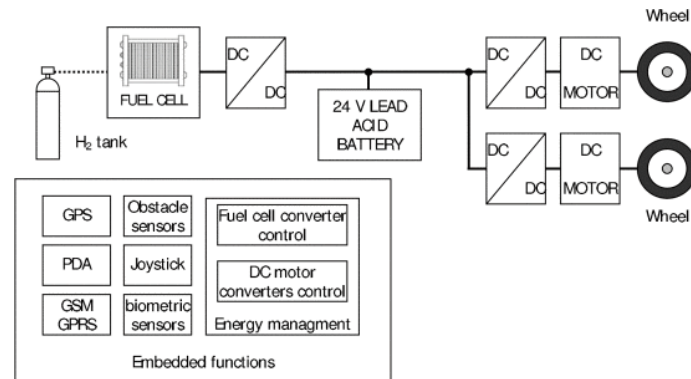 Wheel
DC
DC
FUEL CELL
H2 tank
24 V LEAD
ACID
BATTERY
DC
DC
DC
MOTOR
DC
DC
DC
MOTOR
Wheel
GPS
Obstacle
sensors
Fuel cell converter
control
PDA
Joystick
DC motor
converters control
GSM
GPRS
biometric
sensors
Energy managment
Embedded functions